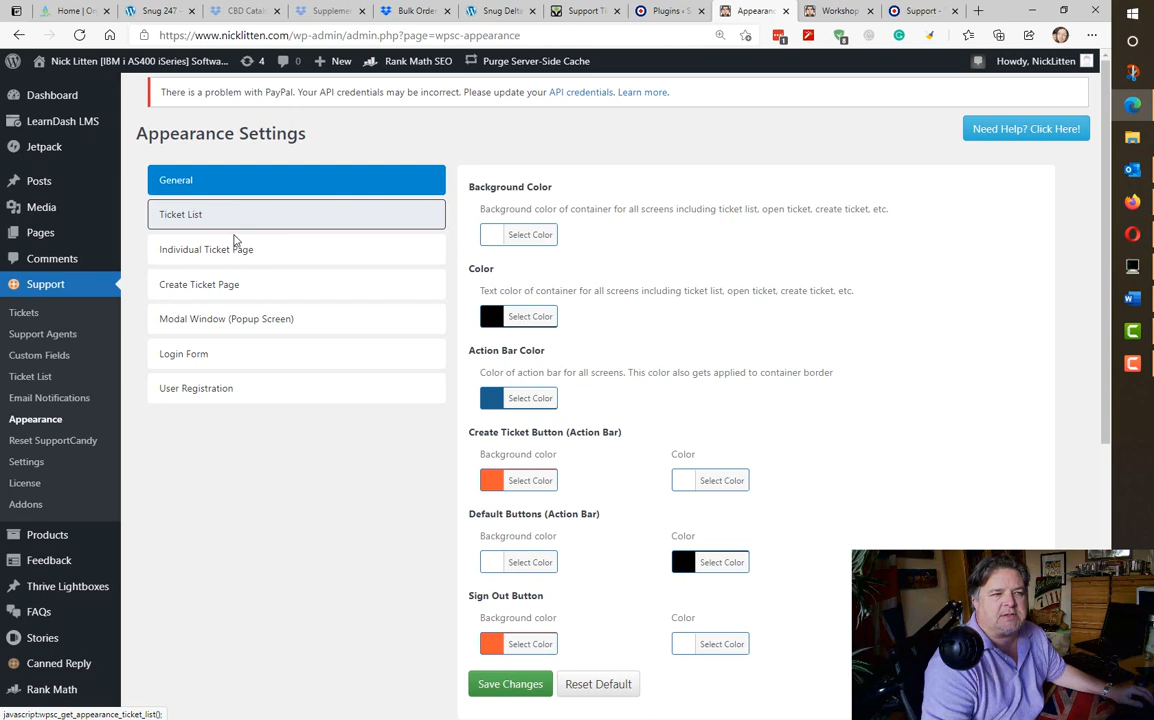 Home | On
Snug 247 -
CBD Catal
Supplemen
Bulk Order
Snug Delta
Support Ti
Plugins ‹ S
Appearanc
Workshop
Support -
https://www.nicklitten.com/wp-admin/admin.php?page=wpsc-appearance
Nick Litten [IBM i AS400 iSeries] Softwa...
4
0
New
Rank Math SEO
Purge Server-Side Cache
Howdy, NickLitten
There is a problem with PayPal. Your API credentials may be incorrect. Please update your API credentials. Learn more.
Appearance Settings
Need Help? Click Here!
Dashboard
LearnDash LMS
Jetpack
Posts
Media
Pages
Comments
Support
Tickets
Support Agents
Custom Fields
Ticket List
Email Notifications
Appearance
Reset SupportCandy
Settings
License
Addons
Products
Feedback
Thrive Lightboxes
FAQs
Stories
Canned Reply
Rank Math
General
Ticket List
Individual Ticket Page
Create Ticket Page
Modal Window (Popup Screen)
Login Form
User Registration
Background Color
Background color of container for all screens including ticket list, open ticket, create ticket, etc.
Select Color
Color
Text color of container for all screens including ticket list, open ticket, create ticket, etc.
Select Color
Action Bar Color
Color of action bar for all screens. This color also gets applied to container border
Select Color
Create Ticket Button (Action Bar)
Background color Color
Select Color Select Color
Default Buttons (Action Bar)
Background color Color
Select Color Select Color
Sign Out Button
Background color Color
Select Color Select Color
Save Changes Reset Default
javascript:wpsc_get_appearance_ticket_list();